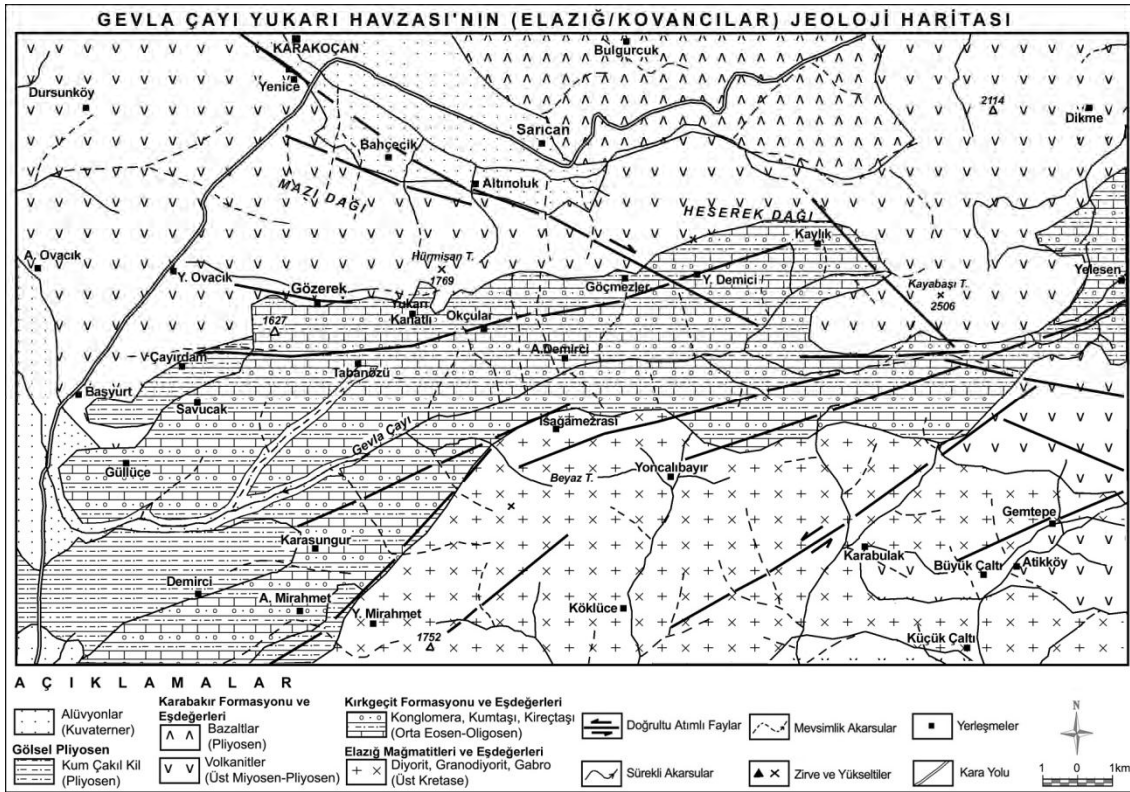 GEVLA ÇAYI YUKARI HAVZASI'NIN (ELAZIĞ/KOVANCILAR) JEOLOJİ HARİTASI
KARAKOÇAN
Bulgurcuk
Yenice
Dursunköy
2114
Dikme
Sarıcan
Bahçecik
Altınoluk
MAZI DAĞI
HESEREK DAĞI
Kaylık
A. Ovacık
Hürmişan T.
1769
Y. Ovacık
Göçmezler
Y. Demici
Yelesen
Kayabaşı T.
2506
Gözerek
Yukarı
Kanatlı
Okçular
1627
Çayırdam
A.Demirci
Tabanözü
Başyurt
Savucak
İsağamezrası
Gevla Çayı
Güllüce
Yoncalıbayır
Beyaz T.
Gemtepe
Karasungur
Karabulak
Büyük Çaltı
Atikköy
Demirci
A. Mirahmet
Y. Mirahmet
Köklüce
1752
Küçük Çaltı
A Ç I K L A M A L A R
Alüvyonlar
(Kuvaterner)
Gölsel Pliyosen
Kum Çakıl Kil
(Pliyosen)
Karabakır Formasyonu ve
Eşdeğerleri
Bazaltlar
(Pliyosen)
Volkanitler
(Üst Miyosen-Pliyosen)
Kırkgeçit Formasyonu ve Eşdeğerleri
Konglomera, Kumtaşı, Kireçtaşı
(Orta Eosen-Oligosen)
Elazığ Mağmatitleri ve Eşdeğerleri
Diyorit, Granodiyorit, Gabro
(Üst Kretase)
Doğrultu Atımlı Faylar
Sürekli Akarsular
Mevsimlik Akarsular
Zirve ve Yükseltiler
Yerleşmeler
Kara Yolu
N
1 0 1km